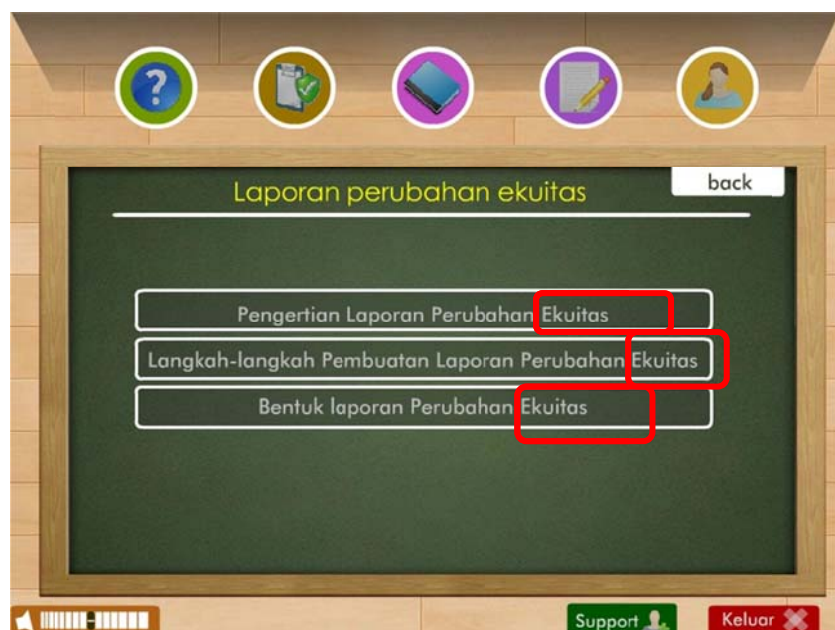 Laporan perubahan ekuitas
back
Pengertian Laporan Perubahan Ekuitas
Langkah-langkah Pembuatan Laporan Perubahan Ekuitas
Bentuk laporan Perubahan Ekuitas
Support
Keluar